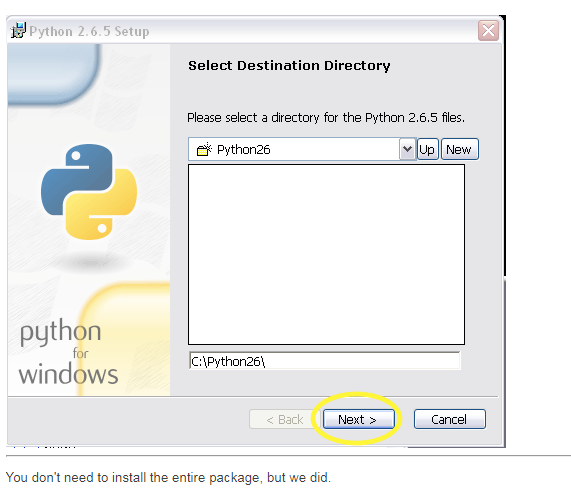 Python 2.6.5 Setup
Select Destination Directory
Please select a directory for the Python 2.6.5 files.
Python26
Up
New
C:\Python26\
python
for
windows
< Back
Next >
Cancel
You don't need to install the entire package, but we did.